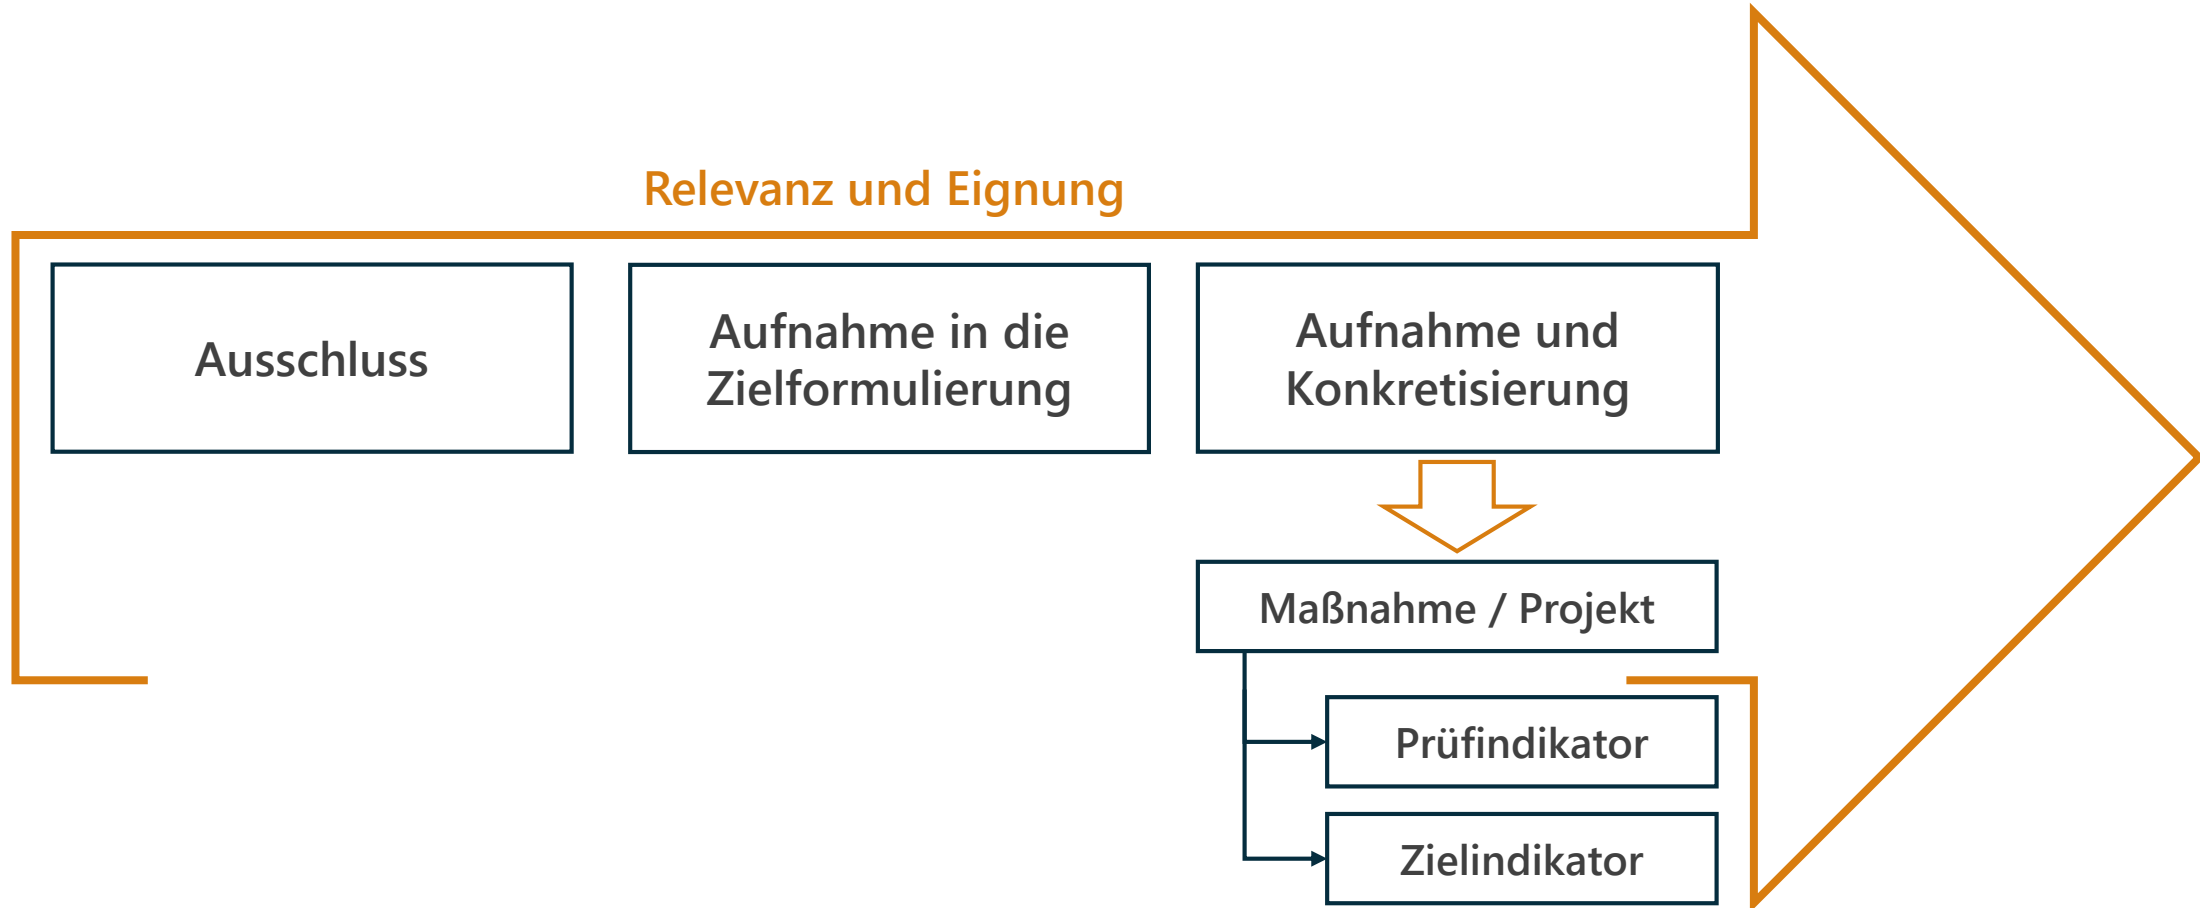 Relevanz und Eignung
Ausschluss
Aufnahme in die
Zielformulierung
Aufnahme und
Konkretisierung
Maßnahme / Projekt
Prüfindikator
Zielindikator